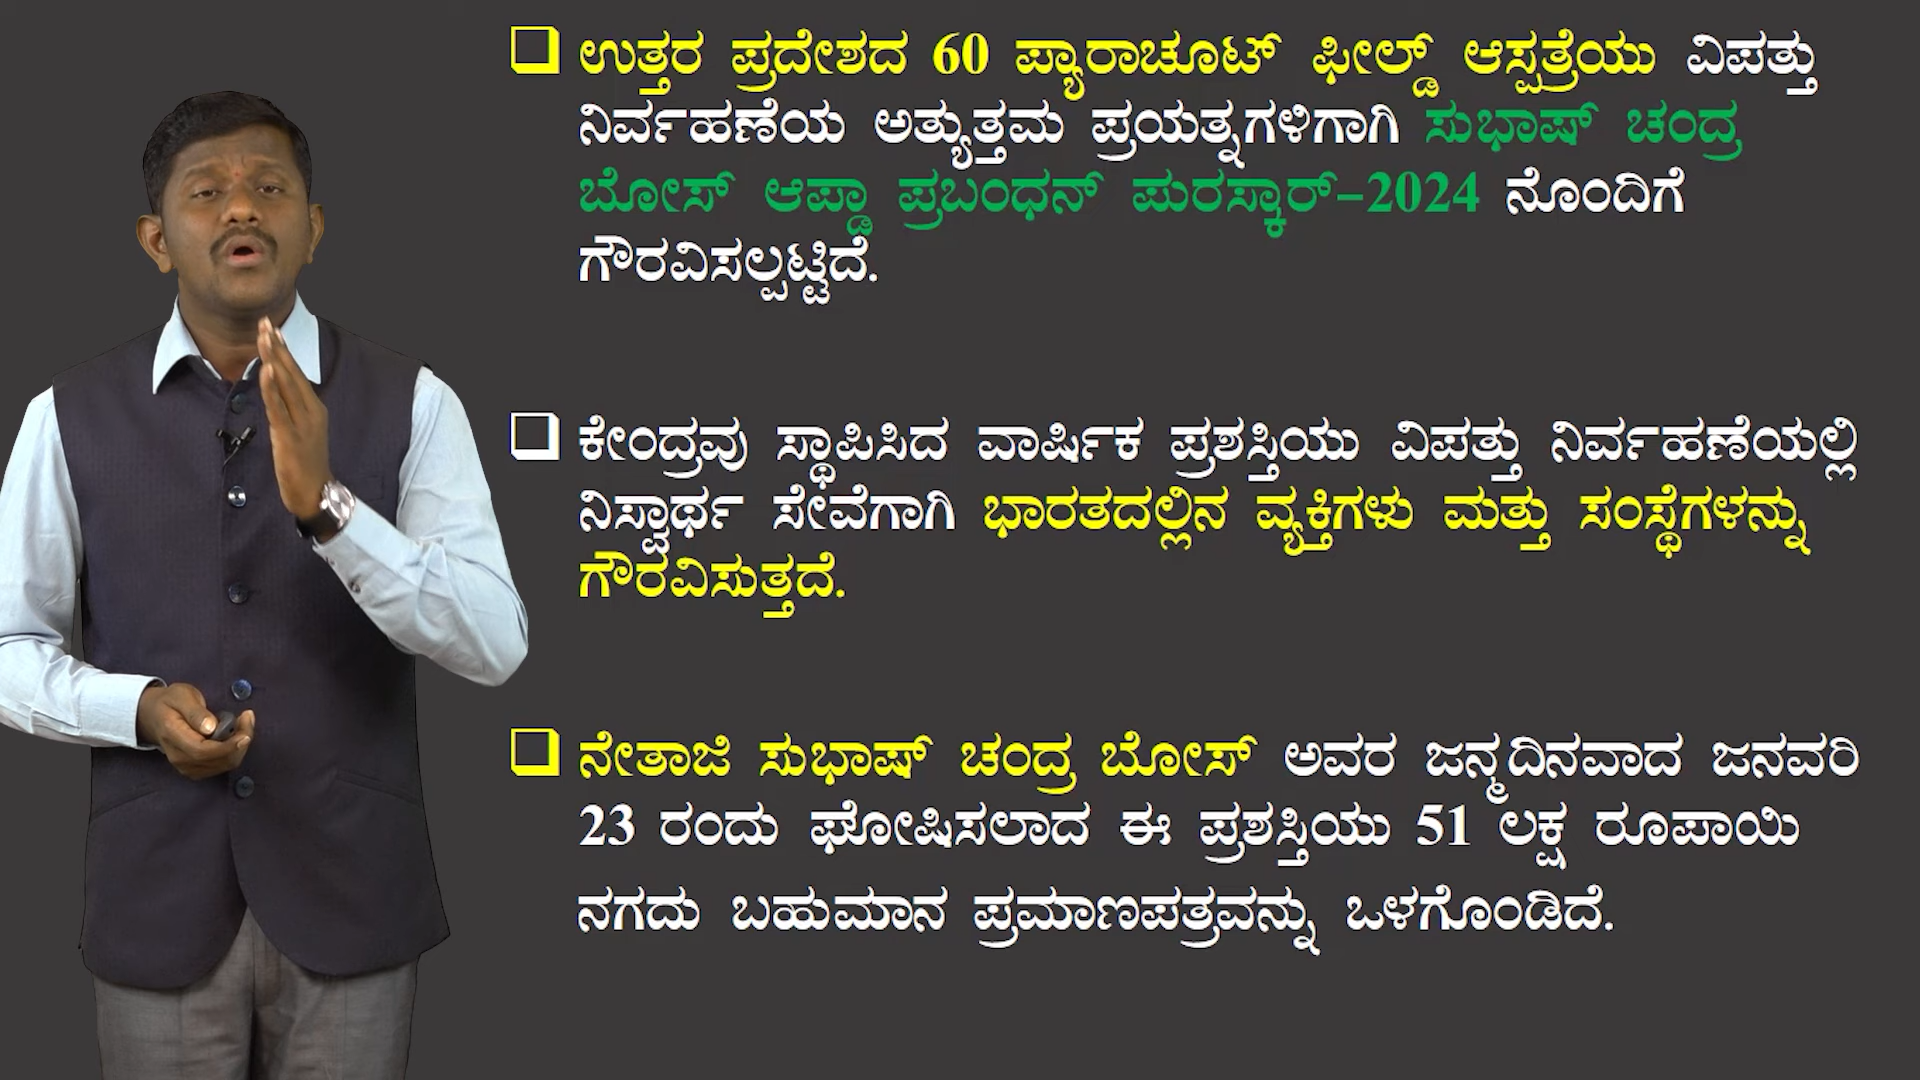 ಉತ್ತರ ಪ್ರದೇಶದ 60 ಪ್ಯಾರಾಚೂಟ್ ಫೀಲ್ಡ್ ಆಸ್ಪತ್ರೆಯು ವಿಪತ್ತು
ನಿರ್ವಹಣೆಯ ಅತ್ಯುತ್ತಮ ಪ್ರಯತ್ನಗಳಿಗಾಗಿ ಸುಭಾಷ್ ಚಂದ್ರ
ಬೋಸ್ ಆಪ್ಡಾ ಪ್ರಬಂಧನ್ ಪುರಸ್ಕಾರ್-2024 ನೊಂದಿಗೆ
ಗೌರವಿಸಲ್ಪಟ್ಟಿದೆ.
ಕೇಂದ್ರವು ಸ್ಥಾಪಿಸಿದ ವಾರ್ಷಿಕ ಪ್ರಶಸ್ತಿಯು ವಿಪತ್ತು ನಿರ್ವಹಣೆಯಲ್ಲಿ
ನಿಸ್ವಾರ್ಥ ಸೇವೆಗಾಗಿ ಭಾರತದಲ್ಲಿನ ವ್ಯಕ್ತಿಗಳು ಮತ್ತು ಸಂಸ್ಥೆಗಳನ್ನು
ಗೌರವಿಸುತ್ತದೆ.
ನೇತಾಜಿ ಸುಭಾಷ್ ಚಂದ್ರ ಬೋಸ್ ಅವರ ಜನ್ಮದಿನವಾದ ಜನವರಿ
23 ರಂದು ಘೋಷಿಸಲಾದ ಈ ಪ್ರಶಸ್ತಿಯು 51 ಲಕ್ಷ ರೂಪಾಯಿ
ನಗದು ಬಹುಮಾನ ಪ್ರಮಾಣಪತ್ರವನ್ನು ಒಳಗೊಂಡಿದೆ.